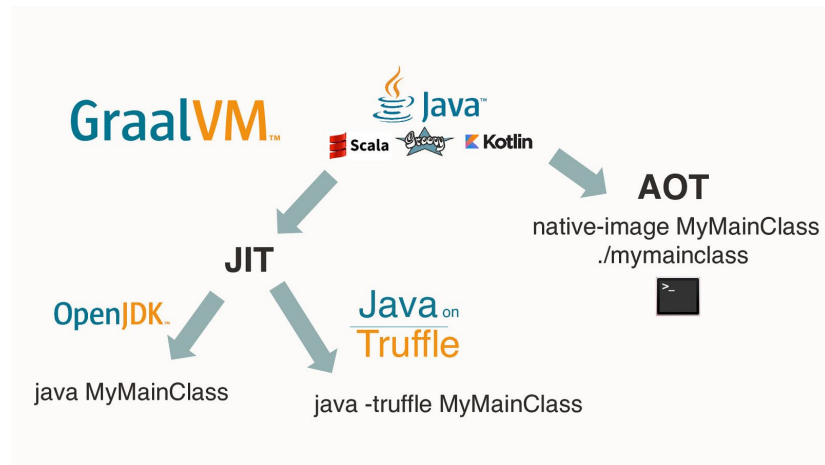 GraalVM™
Java™
Scala
Groovy
Kotlin
AOT
native-image MyMainClass
./mymainclass
>_
JIT
OpenJDK™
Java on
Truffle
java MyMainClass
java -truffle MyMainClass